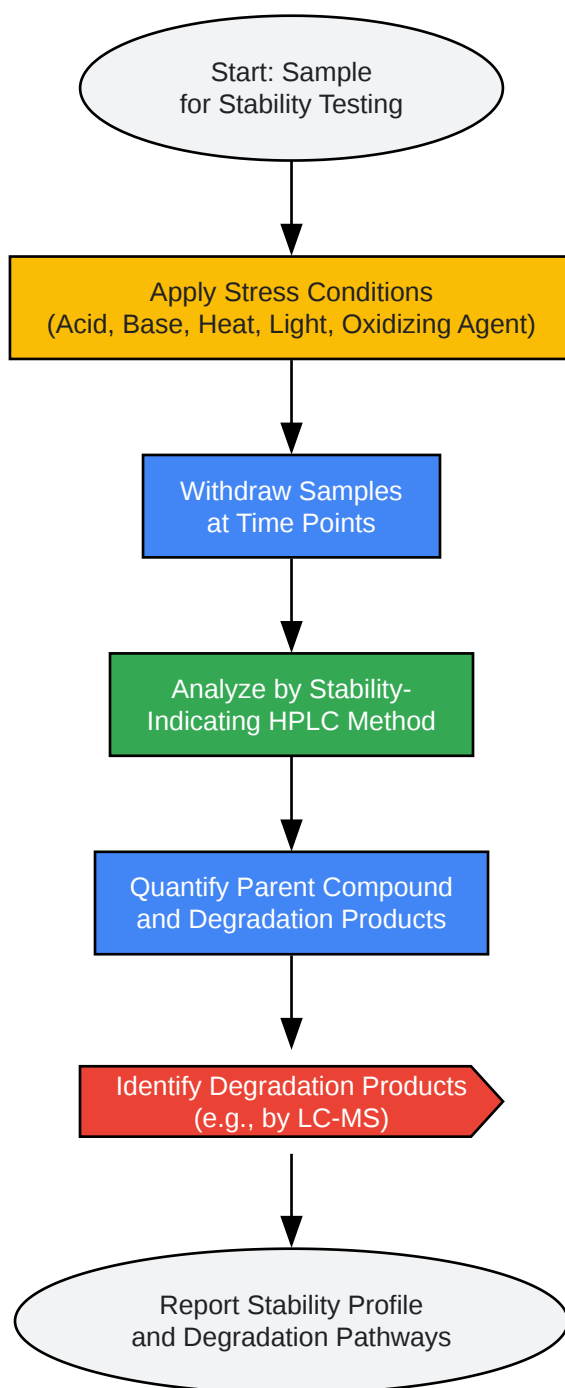 Start: Sample
for Stability Testing
Apply Stress Conditions
(Acid, Base, Heat, Light, Oxidizing Agent)
Withdraw Samples
at Time Points
Analyze by Stability-
Indicating HPLC Method
Quantify Parent Compound
and Degradation Products
Identify Degradation Products
(e.g., by LC-MS)
Report Stability Profile
and Degradation Pathways